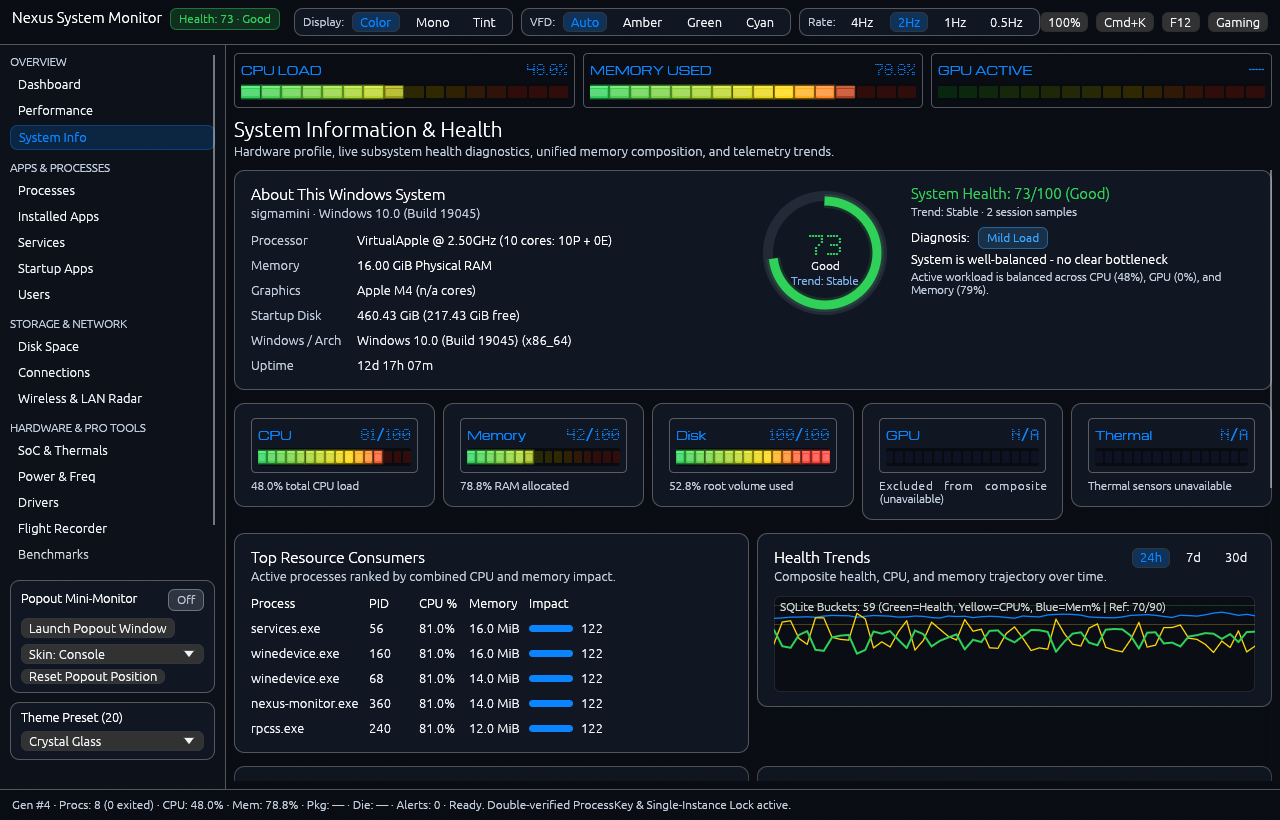 Nexus System Monitor
Health: 73 · Good
Display: Color Mono Tint
VFD: Auto Amber Green Cyan
Rate: 4Hz 2Hz 1Hz 0.5Hz
100% Cmd+K F12 Gaming
OVERVIEW
Dashboard
Performance
System Info
APPS & PROCESSES
Processes
Installed Apps
Services
Startup Apps
Users
STORAGE & NETWORK
Disk Space
Connections
Wireless & LAN Radar
HARDWARE & PRO TOOLS
SoC & Thermals
Power & Freq
Drivers
Flight Recorder
Benchmarks
Popout Mini-Monitor Off
Launch Popout Window
Skin: Console
Reset Popout Position
Theme Preset (20)
Crystal Glass
CPU LOAD 48.0%
MEMORY USED 78.8%
GPU ACTIVE —
System Information & Health
Hardware profile, live subsystem health diagnostics, unified memory composition, and telemetry trends.
About This Windows System
sigmamini · Windows 10.0 (Build 19045)
Processor VirtualApple @ 2.50GHz (10 cores: 10P + 0E)
Memory 16.00 GiB Physical RAM
Graphics Apple M4 (n/a cores)
Startup Disk 460.43 GiB (217.43 GiB free)
Windows / Arch Windows 10.0 (Build 19045) (x86_64)
Uptime 12d 17h 07m
73
Good
Trend: Stable
System Health: 73/100 (Good)
Trend: Stable · 2 session samples
Diagnosis: Mild Load
System is well-balanced - no clear bottleneck
Active workload is balanced across CPU (48%), GPU (0%), and
Memory (79%).
CPU 81/100
48.0% total CPU load
Memory 42/100
78.8% RAM allocated
Disk 100/100
52.8% root volume used
GPU N/A
Excluded from composite
(unavailable)
Thermal N/A
Thermal sensors unavailable
Top Resource Consumers
Active processes ranked by combined CPU and memory impact.
Process PID CPU % Memory Impact
services.exe 56 81.0% 16.0 MiB 122
winedevice.exe 160 81.0% 16.0 MiB 122
winedevice.exe 68 81.0% 14.0 MiB 122
nexus-monitor.exe 360 81.0% 14.0 MiB 122
rpcss.exe 240 81.0% 12.0 MiB 122
Health Trends 24h 7d 30d
Composite health, CPU, and memory trajectory over time.
SQLite Buckets: 59 (Green=Health, Yellow=CPU%, Blue=Mem% | Ref: 70/90)
Gen #4 · Procs: 8 (0 exited) · CPU: 48.0% · Mem: 78.8% · Pkg: — · Die: — · Alerts: 0 · Ready. Double-verified ProcessKey & Single-Instance Lock active.